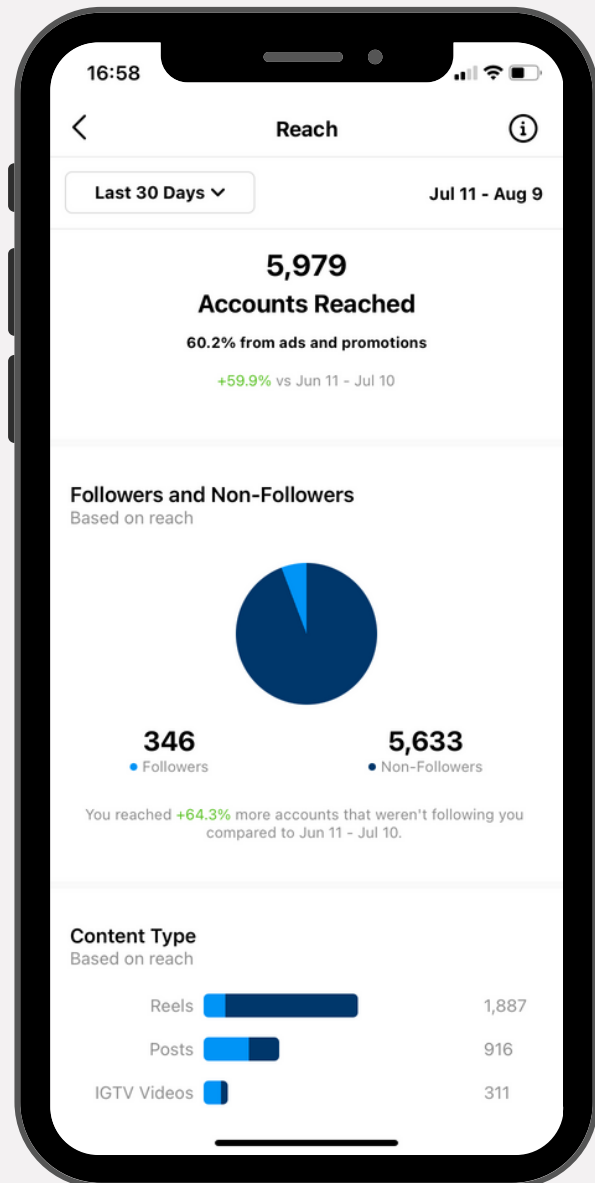 16:58
Reach
Last 30 Days
Jul 11 - Aug 9
5,979
Accounts Reached
60.2% from ads and promotions
+59.9% vs Jun 11 - Jul 10
Followers and Non-Followers
Based on reach
346
5,633
Followers
Non-Followers
You reached +64.3% more accounts that weren't following you
compared to Jun 11 - Jul 10.
Content Type
Based on reach
Reels 1,887
Posts 916
IGTV Videos 311